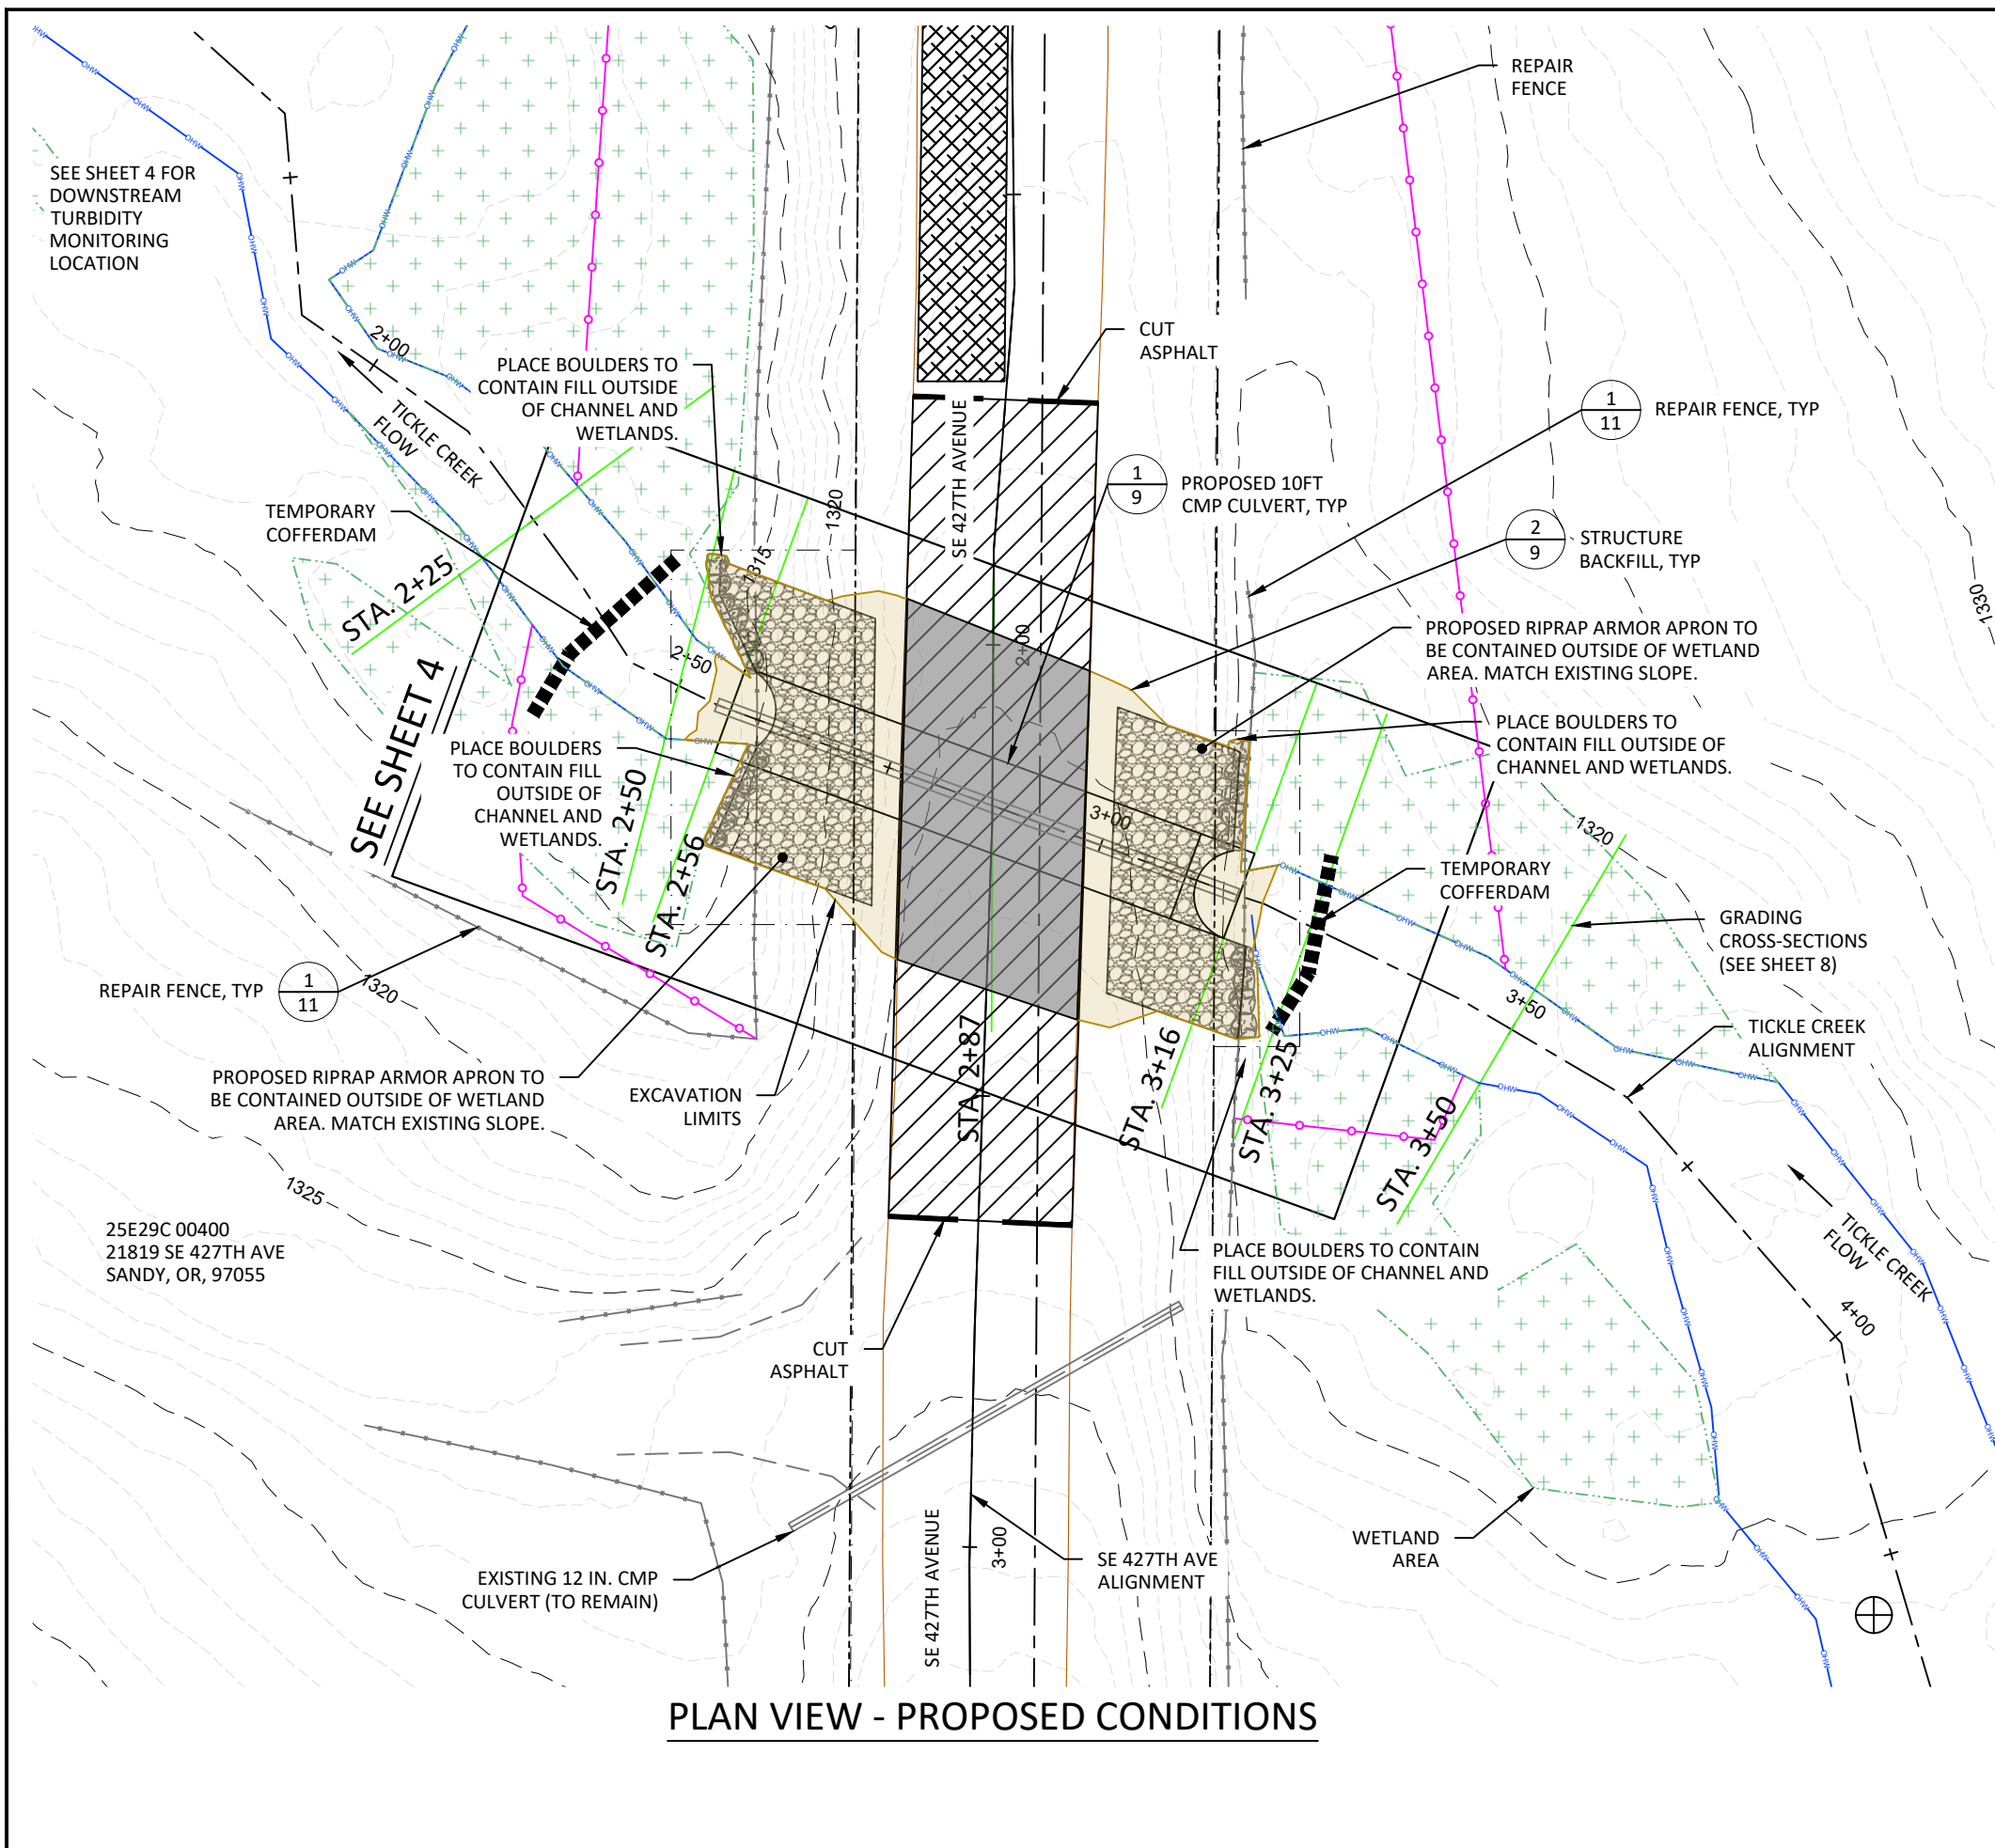 REPAIR
FENCE
SEE SHEET 4 FOR
DOWNSTREAM
TURBIDITY
MONITORING
LOCATION
2+00
CUT
ASPHALT
PLACE BOULDERS TO
CONTAIN FILL OUTSIDE
OF CHANNEL AND
WETLANDS.
TICKLE CREEK
FLOW
SE 427TH AVENUE
1
11
REPAIR FENCE, TYP
1
9
PROPOSED 10FT
CMP CULVERT, TYP
TEMPORARY
COFFERDAM
1320
1315
2
9
STRUCTURE
BACKFILL, TYP
STA. 2+25
1330
2+00
2+50
PROPOSED RIPRAP ARMOR APRON TO
BE CONTAINED OUTSIDE OF WETLAND
AREA. MATCH EXISTING SLOPE.
SEE SHEET 4
PLACE BOULDERS TO
CONTAIN FILL OUTSIDE OF
CHANNEL AND WETLANDS.
PLACE BOULDERS
TO CONTAIN FILL
OUTSIDE OF
CHANNEL AND
WETLANDS.
STA. 2+50
STA. 2+56
3+00
1320
TEMPORARY
COFFERDAM
GRADING
CROSS-SECTIONS
(SEE SHEET 8)
REPAIR FENCE, TYP
1
11
1320
3+50
TICKLE CREEK
ALIGNMENT
PROPOSED RIPRAP ARMOR APRON TO
BE CONTAINED OUTSIDE OF WETLAND
AREA. MATCH EXISTING SLOPE.
EXCAVATION
LIMITS
STA. 2+87
STA. 3+16
STA. 3+25
STA. 3+50
1325
25E29C 00400
21819 SE 427TH AVE
SANDY, OR, 97055
PLACE BOULDERS TO CONTAIN
FILL OUTSIDE OF CHANNEL AND
WETLANDS.
TICKLE CREEK
FLOW
4+00
CUT
ASPHALT
EXISTING 12 IN. CMP
CULVERT (TO REMAIN)
SE 427TH AVENUE
3+00
SE 427TH AVE
ALIGNMENT
WETLAND
AREA
OHW
PLAN VIEW - PROPOSED CONDITIONS